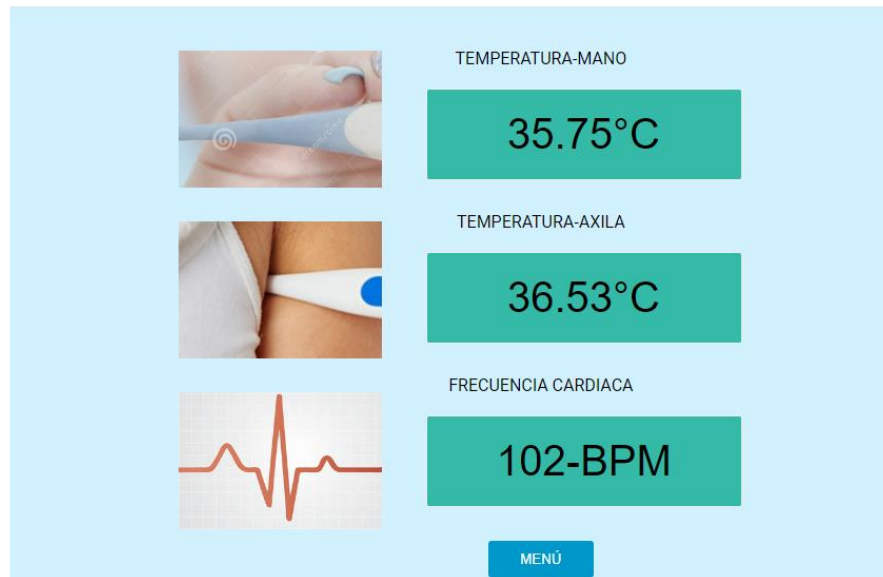 TEMPERATURA-MANO
35.75°C
TEMPERATURA-AXILA
36.53°C
FRECUENCIA CARDIACA
102-BPM
MENÚ